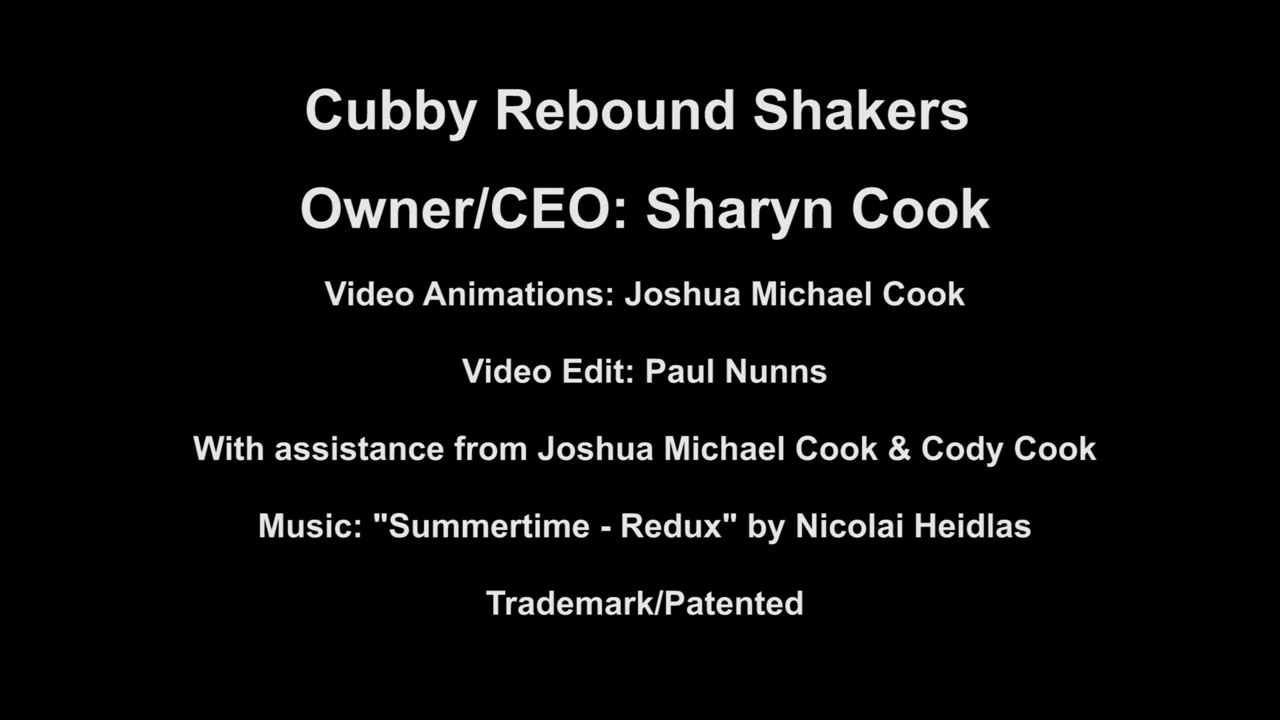 Cubby Rebound Shakers
Owner/CEO: Sharyn Cook
Video Animations: Joshua Michael Cook
Video Edit: Paul Nunns
With assistance from Joshua Michael Cook & Cody Cook
Music: "Summertime - Redux" by Nicolai Heidlas
Trademark/Patented